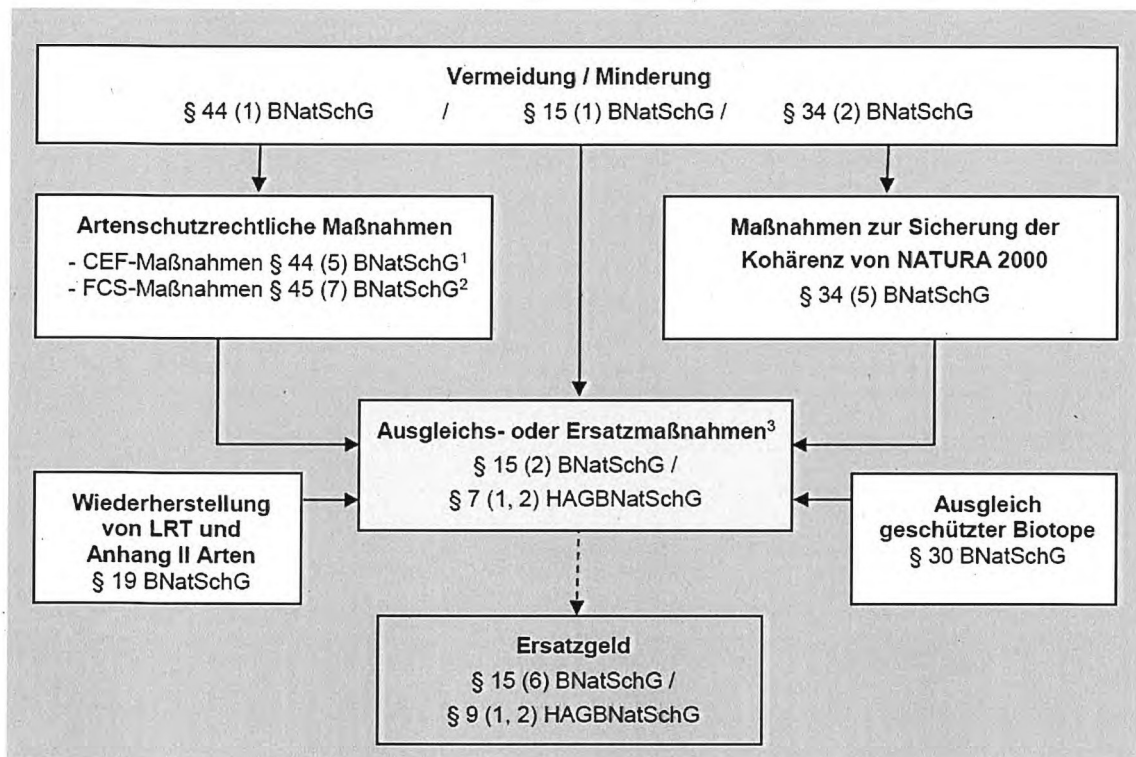 Vermeidung / Minderung
§ 44 (1) BNatSchG / § 15 (1) BNatSchG / § 34 (2) BNatSchG
Artenschutzrechtliche Maßnahmen
- CEF-Maßnahmen § 44 (5) BNatSchG¹
- FCS-Maßnahmen § 45 (7) BNatSchG²
Maßnahmen zur Sicherung der
Kohärenz von NATURA 2000
§ 34 (5) BNatSchG
Ausgleichs- oder Ersatzmaßnahmen³
§ 15 (2) BNatSchG /
§ 7 (1, 2) HAGBNatSchG
Wiederherstellung
von LRT und
Anhang II Arten
§ 19 BNatSchG
Ausgleich
geschützter Biotope
§ 30 BNatSchG
Ersatzgeld
§ 15 (6) BNatSchG /
§ 9 (1, 2) HAGBNatSchG